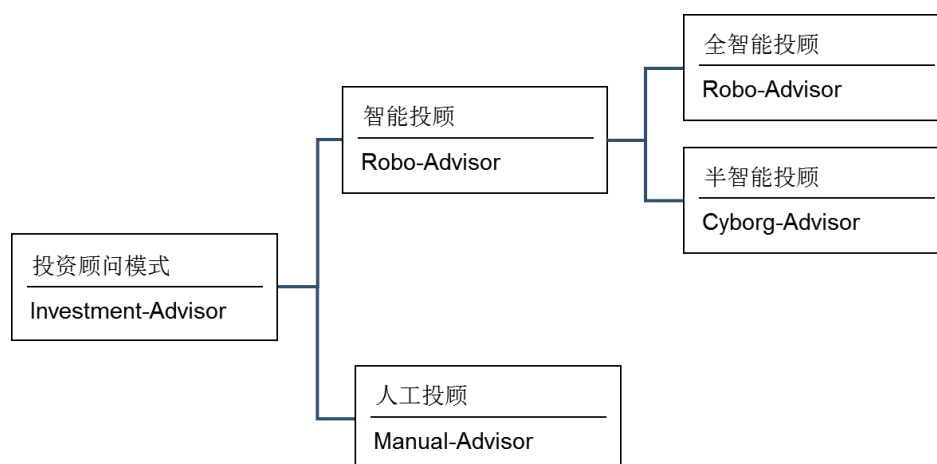 全智能投顾
Robo-Advisor
智能投顾
Robo-Advisor
半智能投顾
Cyborg-Advisor
投资顾问模式
Investment-Advisor
人工投顾
Manual-Advisor